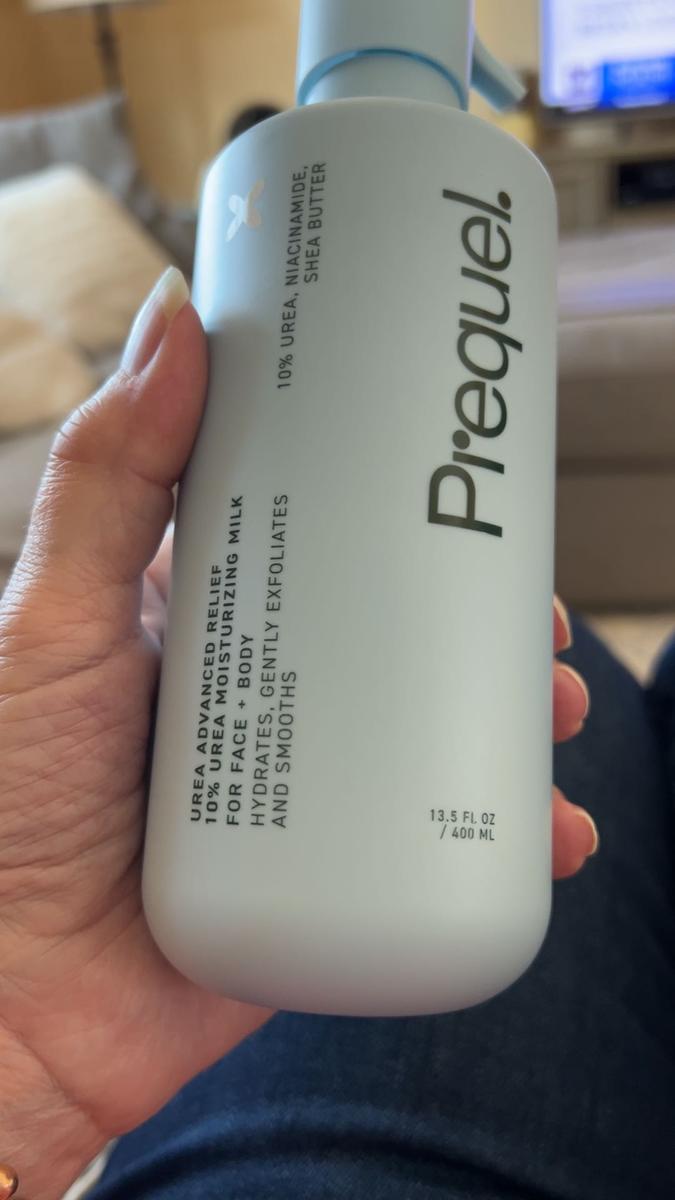 Prequel.
10% UREA, NIACINAMIDE,
SHEA BUTTER
UREA ADVANCED RELIEF
10% UREA MOISTURIZING MILK
FOR FACE + BODY
HYDRATES, GENTLY EXFOLIATES
AND SMOOTHS
13.5 FL OZ
/ 400 ML